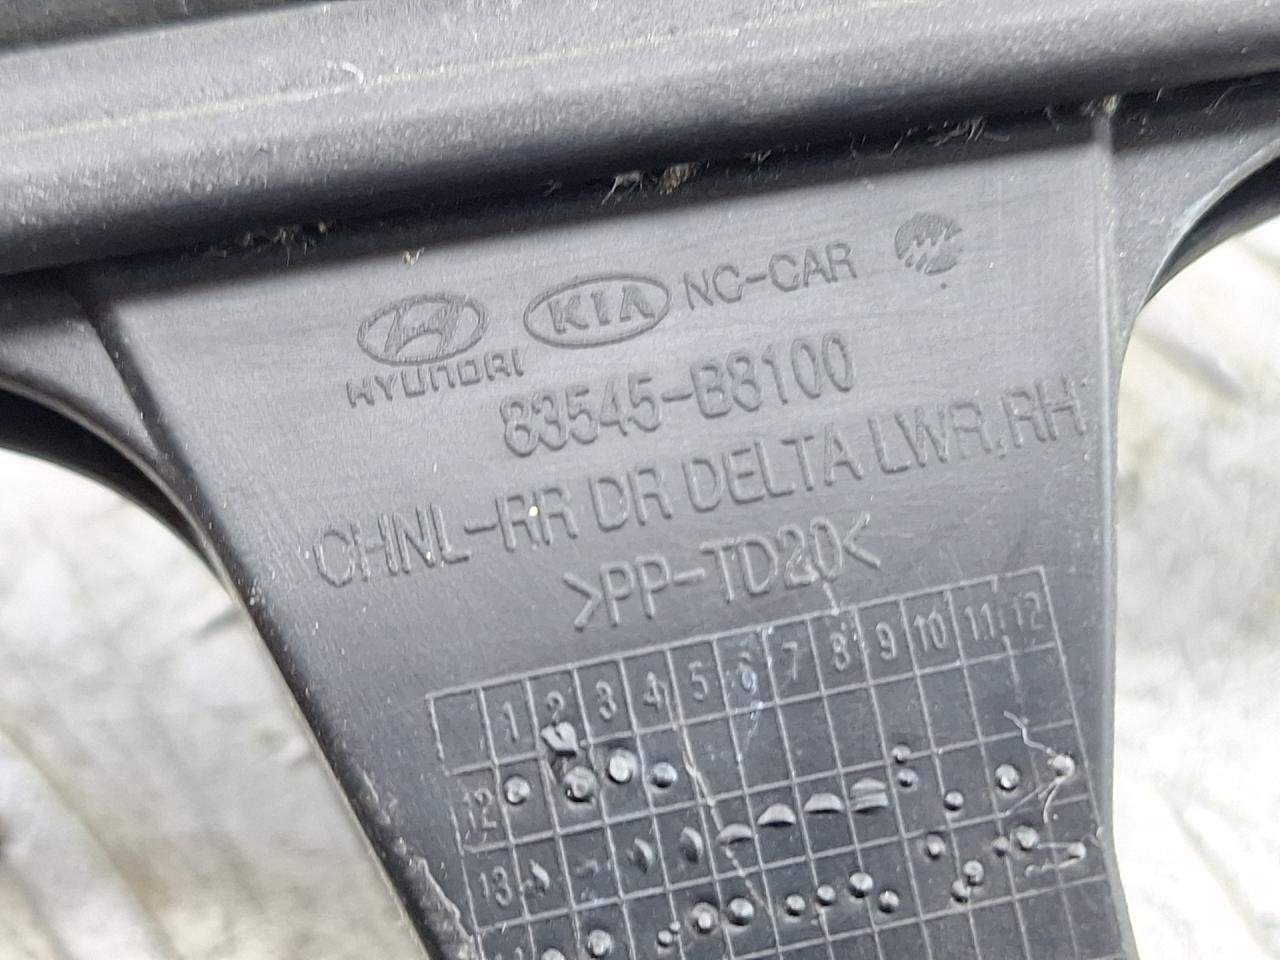 KIA NC-CAR
HYUNDAI
83545-B8100
CHNL-RR DR DELTA LWR,RH
>PP-TD20<
1 2 3 4 5 6 7 8 9 10 11 12
12
13